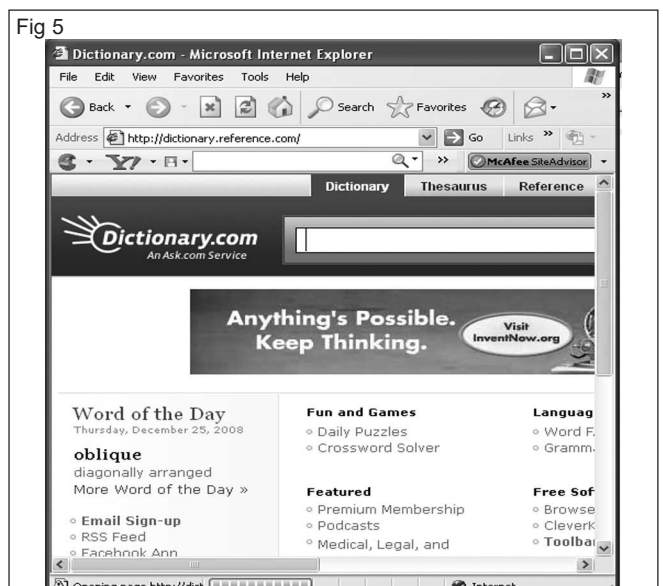 Fig 5
Dictionary.com - Microsoft Internet Explorer
File Edit View Favorites Tools Help
Back Search Favorites »
Address http://dictionary.reference.com/ Go Links »
Y! » McAfee SiteAdvisor
Dictionary Thesaurus Reference
Dictionary.com
An Ask.com Service
Anything's Possible.
Keep Thinking.
Visit
InventNow.org
Word of the Day
Thursday, December 25, 2008
oblique
diagonally arranged
More Word of the Day »
Email Sign-up
RSS Feed
Facebook App
Fun and Games
Daily Puzzles
Crossword Solver
Featured
Premium Membership
Podcasts
Medical, Legal, and
Languag
Word F
Gramm
Free Sof
Browse
CleverK
Toolba
Opening page http://dict Internet